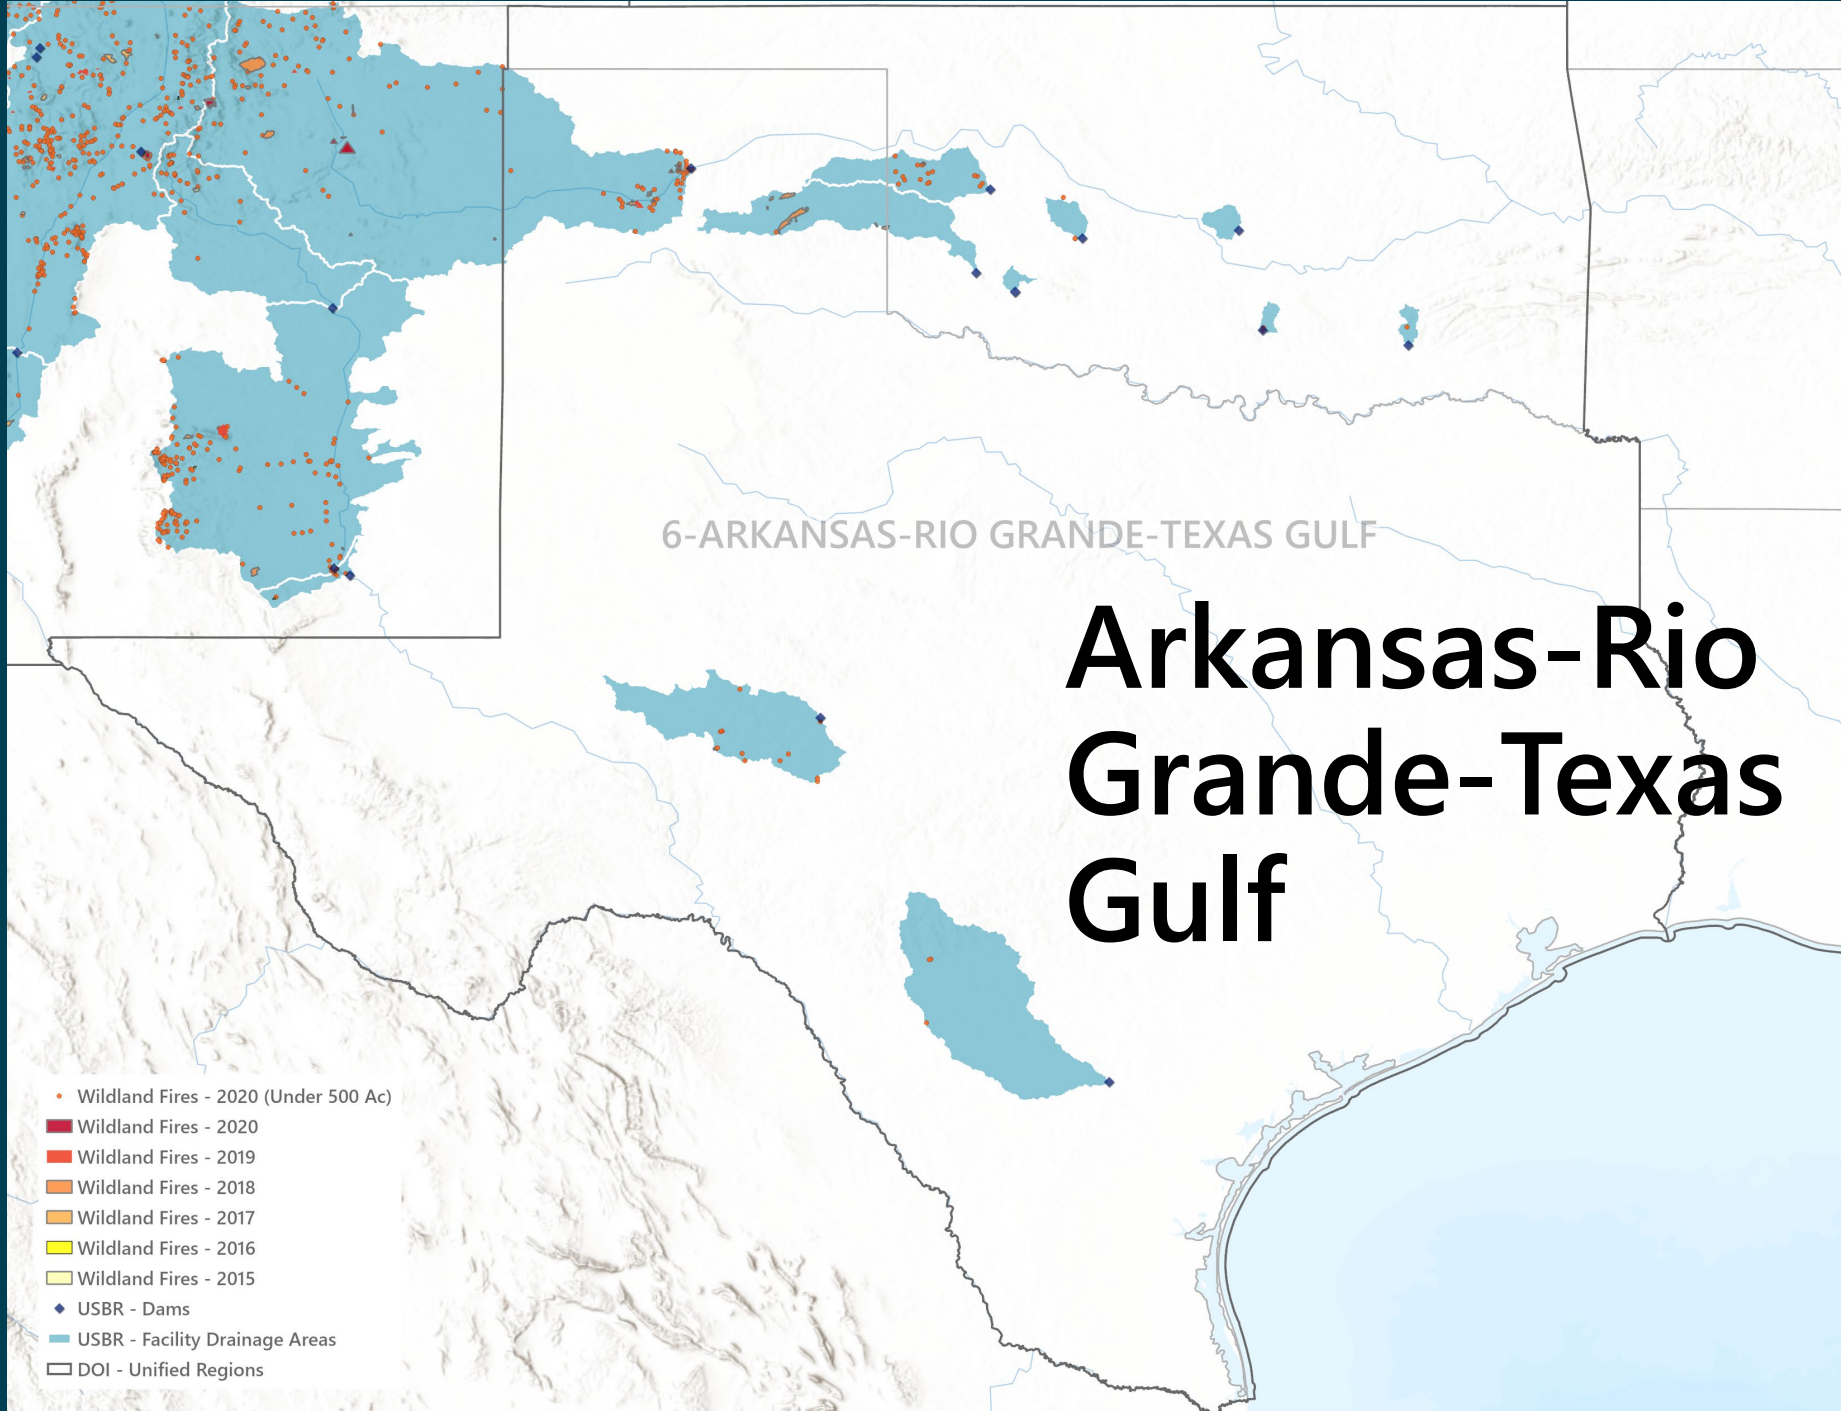 6-ARKANSAS-RIO GRANDE-TEXAS GULF
Arkansas-Rio
Grande-Texas
Gulf
Wildland Fires - 2020 (Under 500 Ac)
Wildland Fires - 2020
Wildland Fires - 2019
Wildland Fires - 2018
Wildland Fires - 2017
Wildland Fires - 2016
Wildland Fires - 2015
USBR - Dams
USBR - Facility Drainage Areas
DOI - Unified Regions